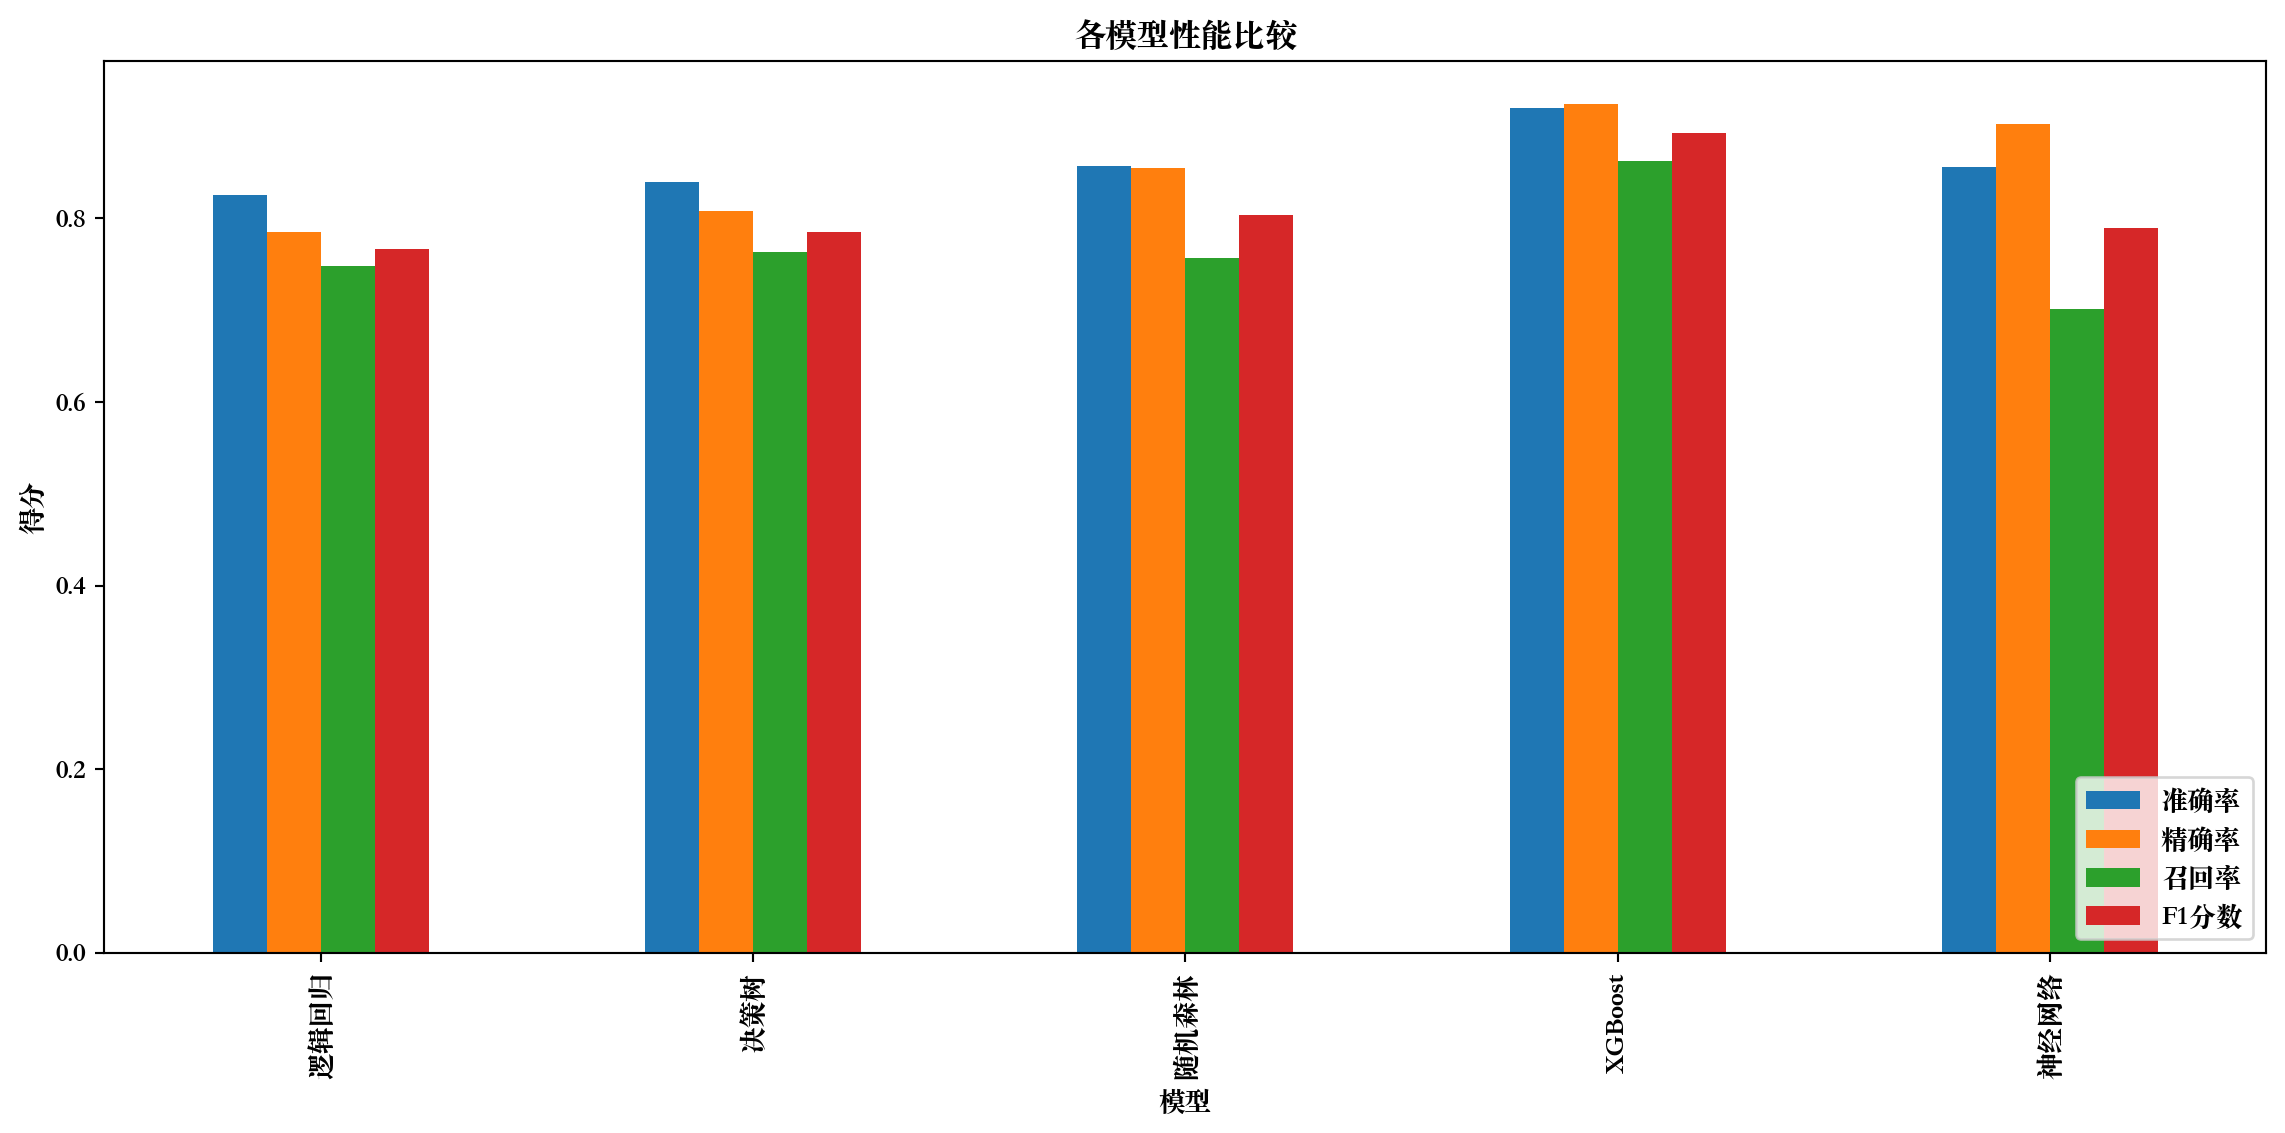 各模型性能比较
得分
0.8
0.6
0.4
0.2
0.0
逻辑回归
决策树
随机森林
XGBoost
神经网络
模型
准确率
精确率
召回率
F1分数